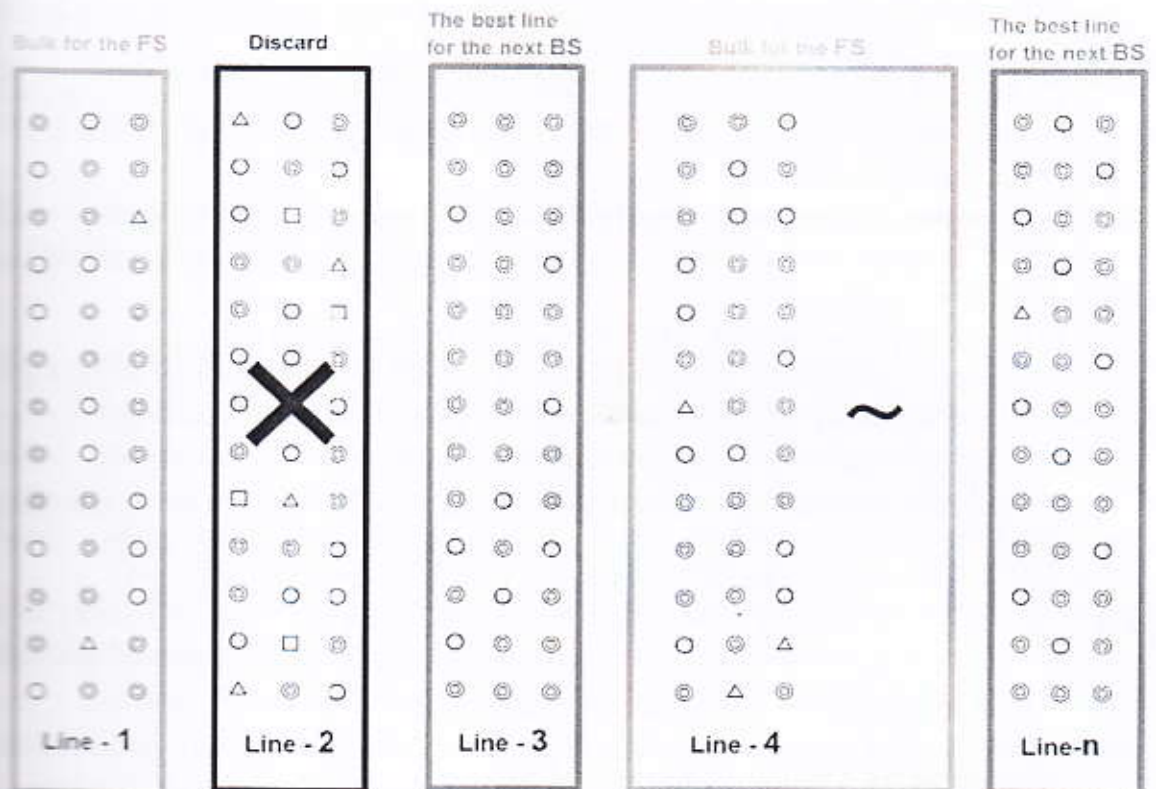 Bulk for the FS
Discard
The best line
for the next BS
Bulk for the FS
The best line
for the next BS
Line - 1
Line - 2
Line - 3
Line - 4
~
Line-n